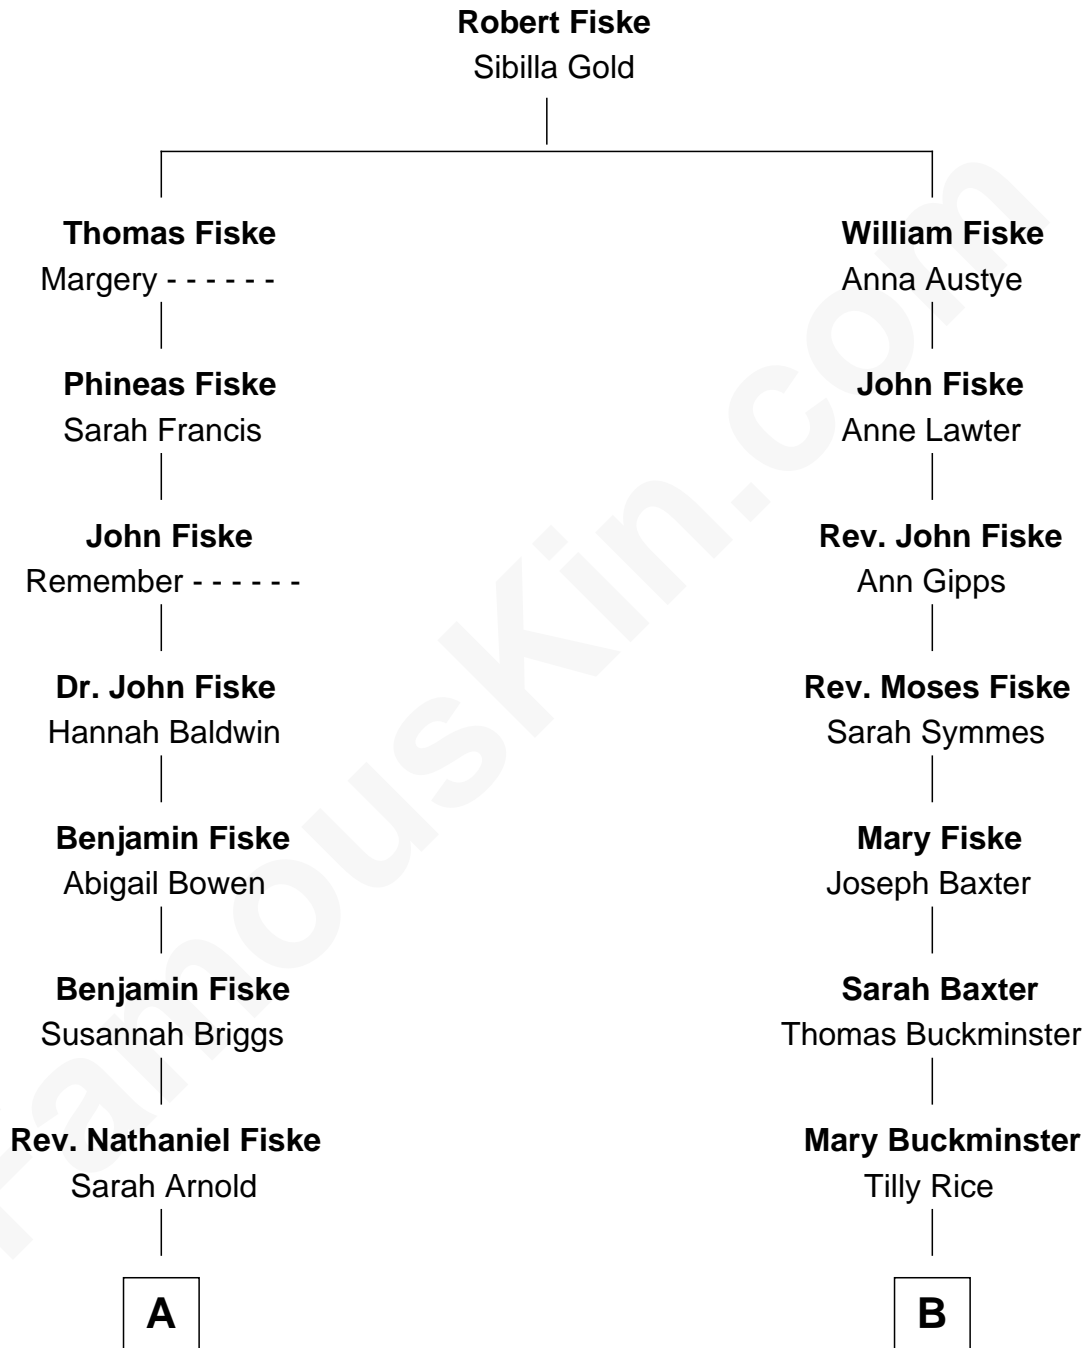 Robert Fiske
Sibilla Gold
Thomas Fiske
Margery - - - - - -
William Fiske
Anna Austye
Phineas Fiske
Sarah Francis
John Fiske
Anne Lawter
John Fiske
Remember - - - - - -
Rev. John Fiske
Ann Gipps
Dr. John Fiske
Hannah Baldwin
Rev. Moses Fiske
Sarah Symmes
Benjamin Fiske
Abigail Bowen
Mary Fiske
Joseph Baxter
Benjamin Fiske
Susannah Briggs
Sarah Baxter
Thomas Buckminster
Rev. Nathaniel Fiske
Sarah Arnold
Mary Buckminster
Tilly Rice
A
B
FamousKin.com